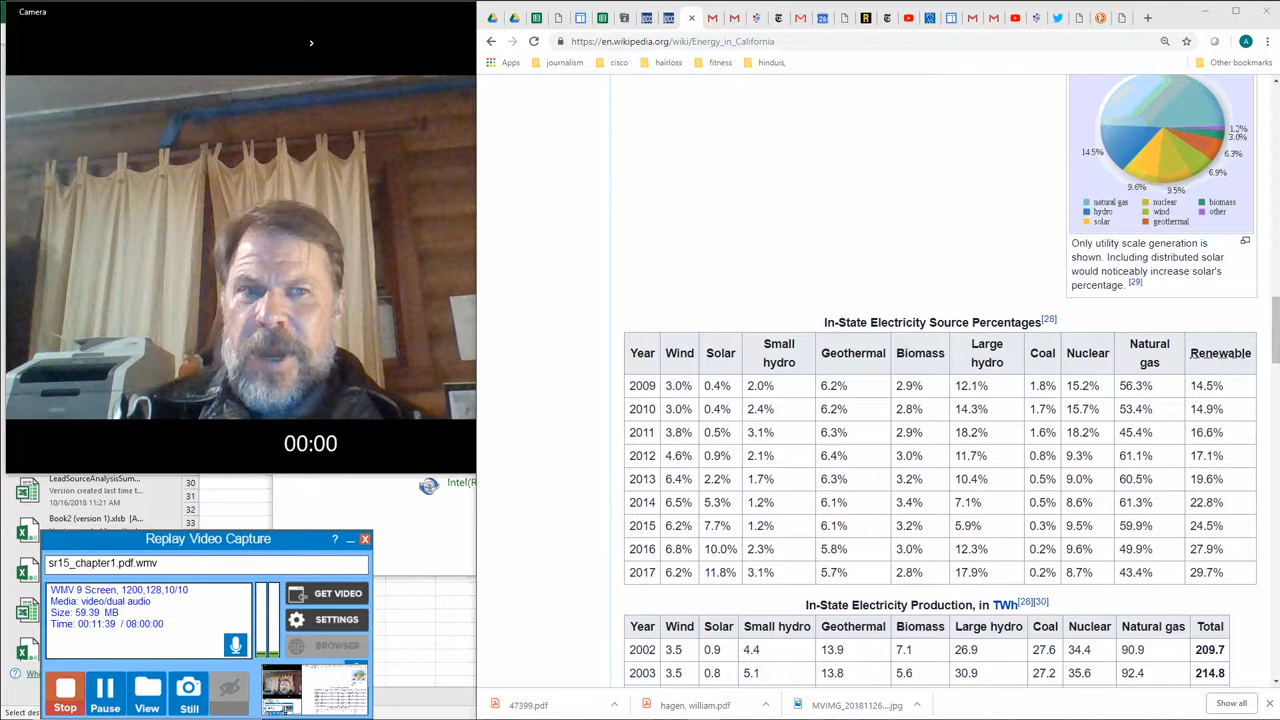 Camera
00:00
LeadSourceAnalysisSum...
Version created last time t...
10/16/2018 11:21 AM
Book2 (version 1).xlsb [A...
30
31
32
33
Intel(R
Replay Video Capture
?
sr15_chapter1.pdf.wmv
WMV 9 Screen, 1200,128,10/10
Media: video/dual audio
Size: 59.39 MB
Time: 00:11:39 / 08:00:00
GET VIDEO
SETTINGS
BROWSER
Stop
Pause
View
Still
Select des
https://en.wikipedia.org/wiki/Energy_in_California
A
Apps
journalism
cisco
hairloss
fitness
hinduis,
Other bookmarks
14.5%
1.2%
3.0%
6.3%
6.9%
9.6%
9.5%
natural gas nuclear biomass
hydro wind other
solar geothermal
Only utility scale generation is
shown. Including distributed solar
would noticeably increase solar's
percentage. [29]
In-State Electricity Source Percentages[28]
Year Wind Solar Small hydro Geothermal Biomass Large hydro Coal Nuclear Natural gas Renewable
2009 3.0% 0.4% 2.0% 6.2% 2.9% 12.1% 1.8% 15.2% 56.3% 14.5%
2010 3.0% 0.4% 2.4% 6.2% 2.8% 14.3% 1.7% 15.7% 53.4% 14.9%
2011 3.8% 0.5% 3.1% 6.3% 2.9% 18.2% 1.6% 18.2% 45.4% 16.6%
2012 4.6% 0.9% 2.1% 6.4% 3.0% 11.7% 0.8% 9.3% 61.1% 17.1%
2013 6.4% 2.2% 1.7% 6.3% 3.2% 10.4% 0.5% 9.0% 60.5% 19.6%
2014 6.5% 5.3% 1.2% 6.1% 3.4% 7.1% 0.5% 8.6% 61.3% 22.8%
2015 6.2% 7.7% 1.2% 6.1% 3.2% 5.9% 0.3% 9.5% 59.9% 24.5%
2016 6.8% 10.0% 2.3% 5.8% 3.0% 12.3% 0.2% 9.6% 49.9% 27.9%
2017 6.2% 11.8% 3.1% 5.7% 2.8% 17.9% 0.2% 8.7% 43.4% 29.7%
In-State Electricity Production, in TWh[28][30]
Year Wind Solar Small hydro Geothermal Biomass Large hydro Coal Nuclear Natural gas Total
2002 3.5 0.9 4.4 13.9 7.1 26.9 27.6 34.4 90.9 209.7
2003 3.5 0.8 5.1 13.8 7.8 30.9 27.2 35.6 92.4 214.8
47399.pdf
hagen, william.pdf
MVIMG_20181126....jpg
Show all